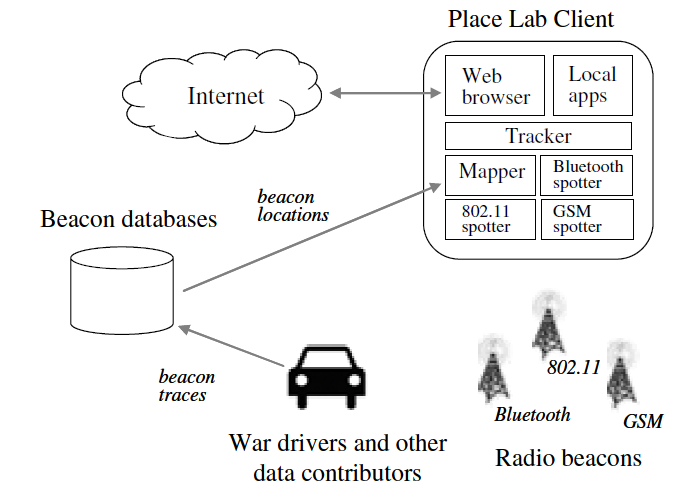 Place Lab Client
Internet
Web
browser
Local
apps
Tracker
Mapper
Bluetooth
spotter
802.11
spotter
GSM
spotter
beacon
locations
Beacon databases
beacon
traces
War drivers and other
data contributors
802.11
Bluetooth
GSM
Radio beacons